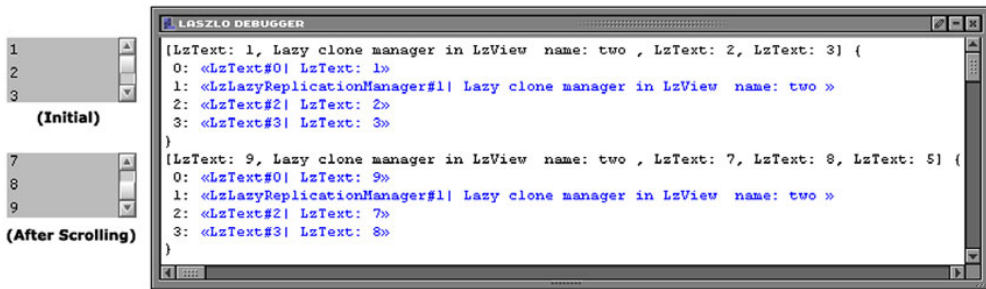 LASZLO DEBUGGER
1
2
3
(Initial)
7
8
9
(After Scrolling)
[LzText: 1, Lazy clone manager in LzView  name: two , LzText: 2, LzText: 3] {
0: «LzText#0| LzText: 1»
1: «LzLazyReplicationManager#1| Lazy clone manager in LzView  name: two »
2: «LzText#2| LzText: 2»
3: «LzText#3| LzText: 3»
}
[LzText: 9, Lazy clone manager in LzView  name: two , LzText: 7, LzText: 8, LzText: 5] {
0: «LzText#0| LzText: 9»
1: «LzLazyReplicationManager#1| Lazy clone manager in LzView  name: two »
2: «LzText#2| LzText: 7»
3: «LzText#3| LzText: 8»
}